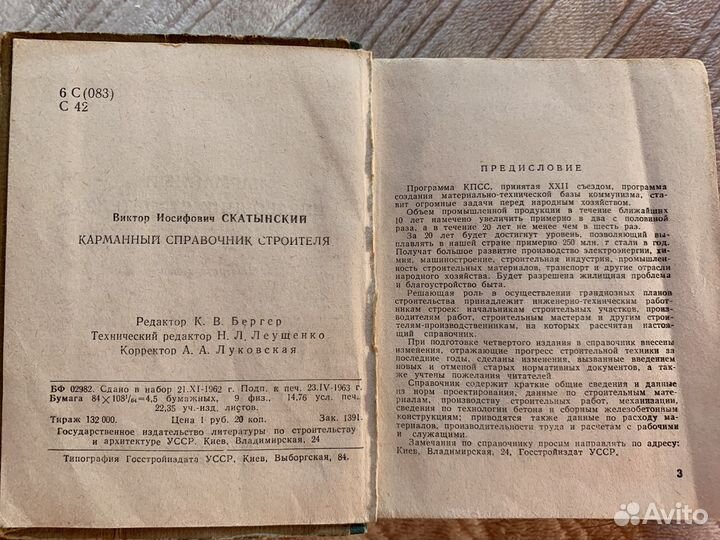 6 С(083)
С 42
Виктор Иосифович СКАТЫНСКИЙ
КАРМАННЫЙ СПРАВОЧНИК СТРОИТЕЛЯ
Редактор К. В. Бергер
Технический редактор Н. Л. Леущенко
Корректор А. А. Луковская
БФ 02982. Сдано в набор 21.XI-1962 г. Подп. к печ. 23.IV-1963 г.
Бумага 84×108¹/₆₄=4,5 бумажных, 9 физ., 14,76 усл. печ.
22,35 уч.-изд. листов.
Тираж 132 000. Цена 1 руб. 20 коп. Зак. 1391.
Государственное издательство литературы по строительству
и архитектуре УССР. Киев, Владимирская, 24
Типография Госстройиздата УССР, Киев, Выборгская, 84.
ПРЕДИСЛОВИЕ
Программа КПСС, принятая XXII съездом, программа
создания материально-технической базы коммунизма, ста-
вит огромные задачи перед народным хозяйством.
Объем промышленной продукции в течение ближайших
10 лет намечено увеличить примерно в два с половиной
раза, а в течение 20 лет не менее чем в шесть раз.
За 20 лет будет достигнут уровень, позволяющий вы-
плавлять в нашей стране примерно 250 млн. т стали в год.
Получат большое развитие производство электроэнергии, хи-
мия, машиностроение, строительная индустрия, промышлен-
ность строительных материалов, транспорт и другие отрасли
народного хозяйства. Будет разрешена жилищная проблема
и благоустройство быта.
Решающая роль в осуществлении грандиозных планов
строительства принадлежит инженерно-техническим работ-
никам строек: начальникам строительных участков, произ-
водителям работ, строительным мастерам и другим строи-
телям-производственникам, на которых рассчитан настоя-
щий справочник.
При подготовке четвертого издания в справочник внесены
изменения, отражающие прогресс строительной техники
за последние годы, сделаны изменения, вызванные введением
новых и отменой старых нормативных документов, а так-
же учтены пожелания читателей
Справочник содержит краткие общие сведения и данные
из норм проектирования, данные по строительным материа-
лам, производству строительных работ, механизации,
сведения по технологии бетона и сборным железобетонным
конструкциям; приводятся также данные по расходу ма-
териалов, производительности труда и расчетам с рабочими
и служащими.
Замечания по справочнику просим направлять по адресу:
Киев, Владимирская, 24, Госстройиздат УССР.
3
Avito